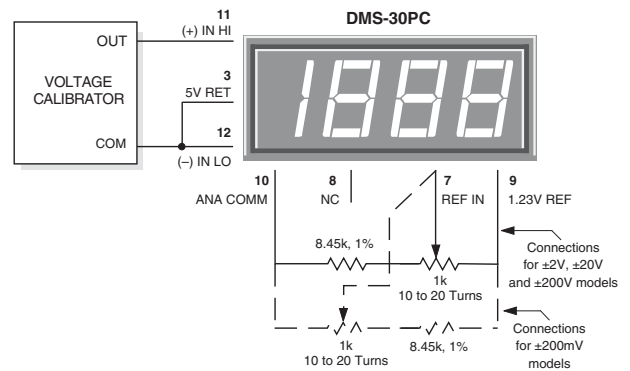 DMS-30PC
11
(+) IN HI
OUT
VOLTAGE
CALIBRATOR
3
5V RET
COM
12
(–) IN LO
1888
10
ANA COMM
8
NC
7
REF IN
9
1.23V REF
8.45k, 1%
1k
10 to 20 Turns
Connections
for ±2V, ±20V
and ±200V models
1k
10 to 20 Turns
8.45k, 1%
Connections
for ±200mV
models